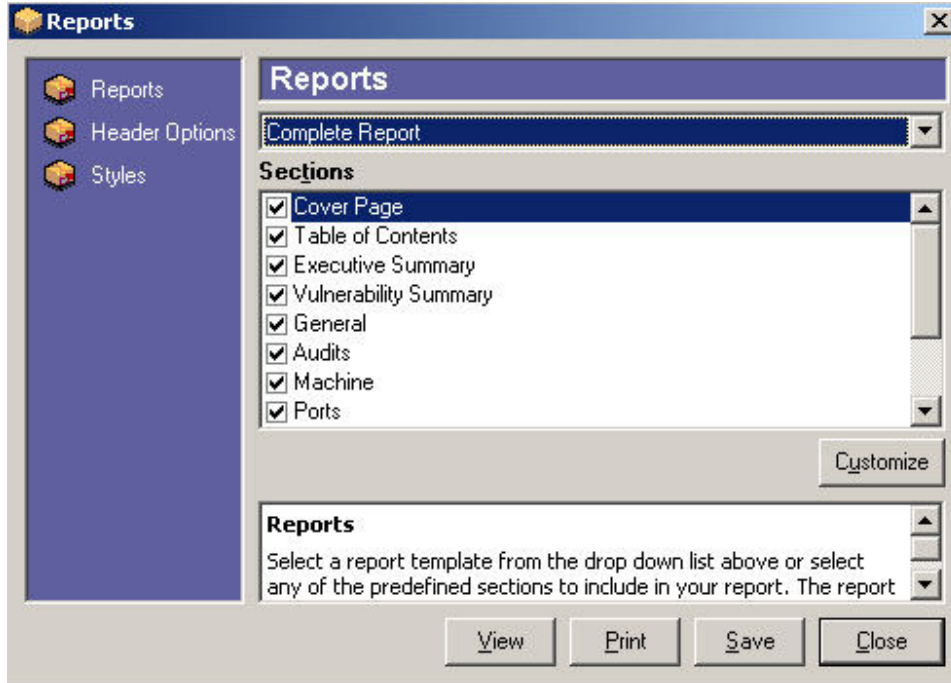 Reports
Reports
Header Options
Styles
Reports
Complete Report
Sections
Cover Page
Table of Contents
Executive Summary
Vulnerability Summary
General
Audits
Machine
Ports
Customize
Reports
Select a report template from the drop down list above or select
any of the predefined sections to include in your report. The report
View
Print
Save
Close